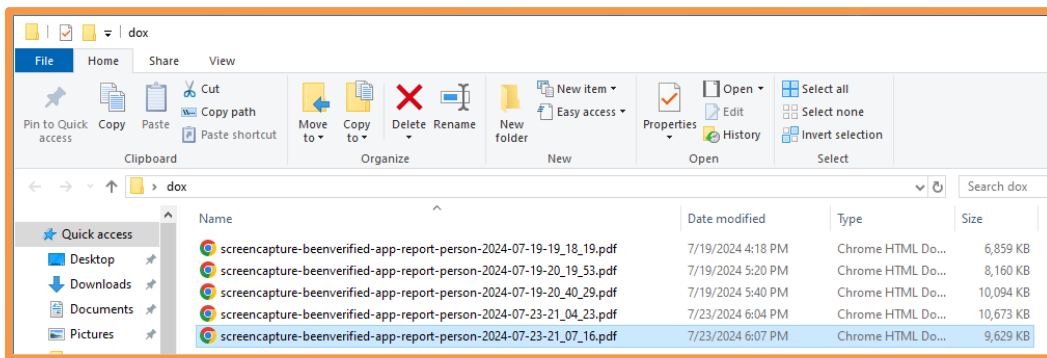 dox
File Home Share View
Pin to Quick access
Copy
Paste
Cut
Copy path
Paste shortcut
Clipboard
Move to
Copy to
Delete
Rename
Organize
New folder
New item
Easy access
New
Properties
Open
Edit
History
Open
Select all
Select none
Invert selection
Select
dox
Search dox
Name Date modified Type Size
Quick access
Desktop
Downloads
Documents
Pictures
screencapture-beenverified-app-report-person-2024-07-19-19_18_19.pdf 7/19/2024 4:18 PM Chrome HTML Do... 6,859 KB
screencapture-beenverified-app-report-person-2024-07-19-20_19_53.pdf 7/19/2024 5:20 PM Chrome HTML Do... 8,160 KB
screencapture-beenverified-app-report-person-2024-07-19-20_40_29.pdf 7/19/2024 5:40 PM Chrome HTML Do... 10,094 KB
screencapture-beenverified-app-report-person-2024-07-23-21_04_23.pdf 7/23/2024 6:04 PM Chrome HTML Do... 10,673 KB
screencapture-beenverified-app-report-person-2024-07-23-21_07_16.pdf 7/23/2024 6:07 PM Chrome HTML Do... 9,629 KB